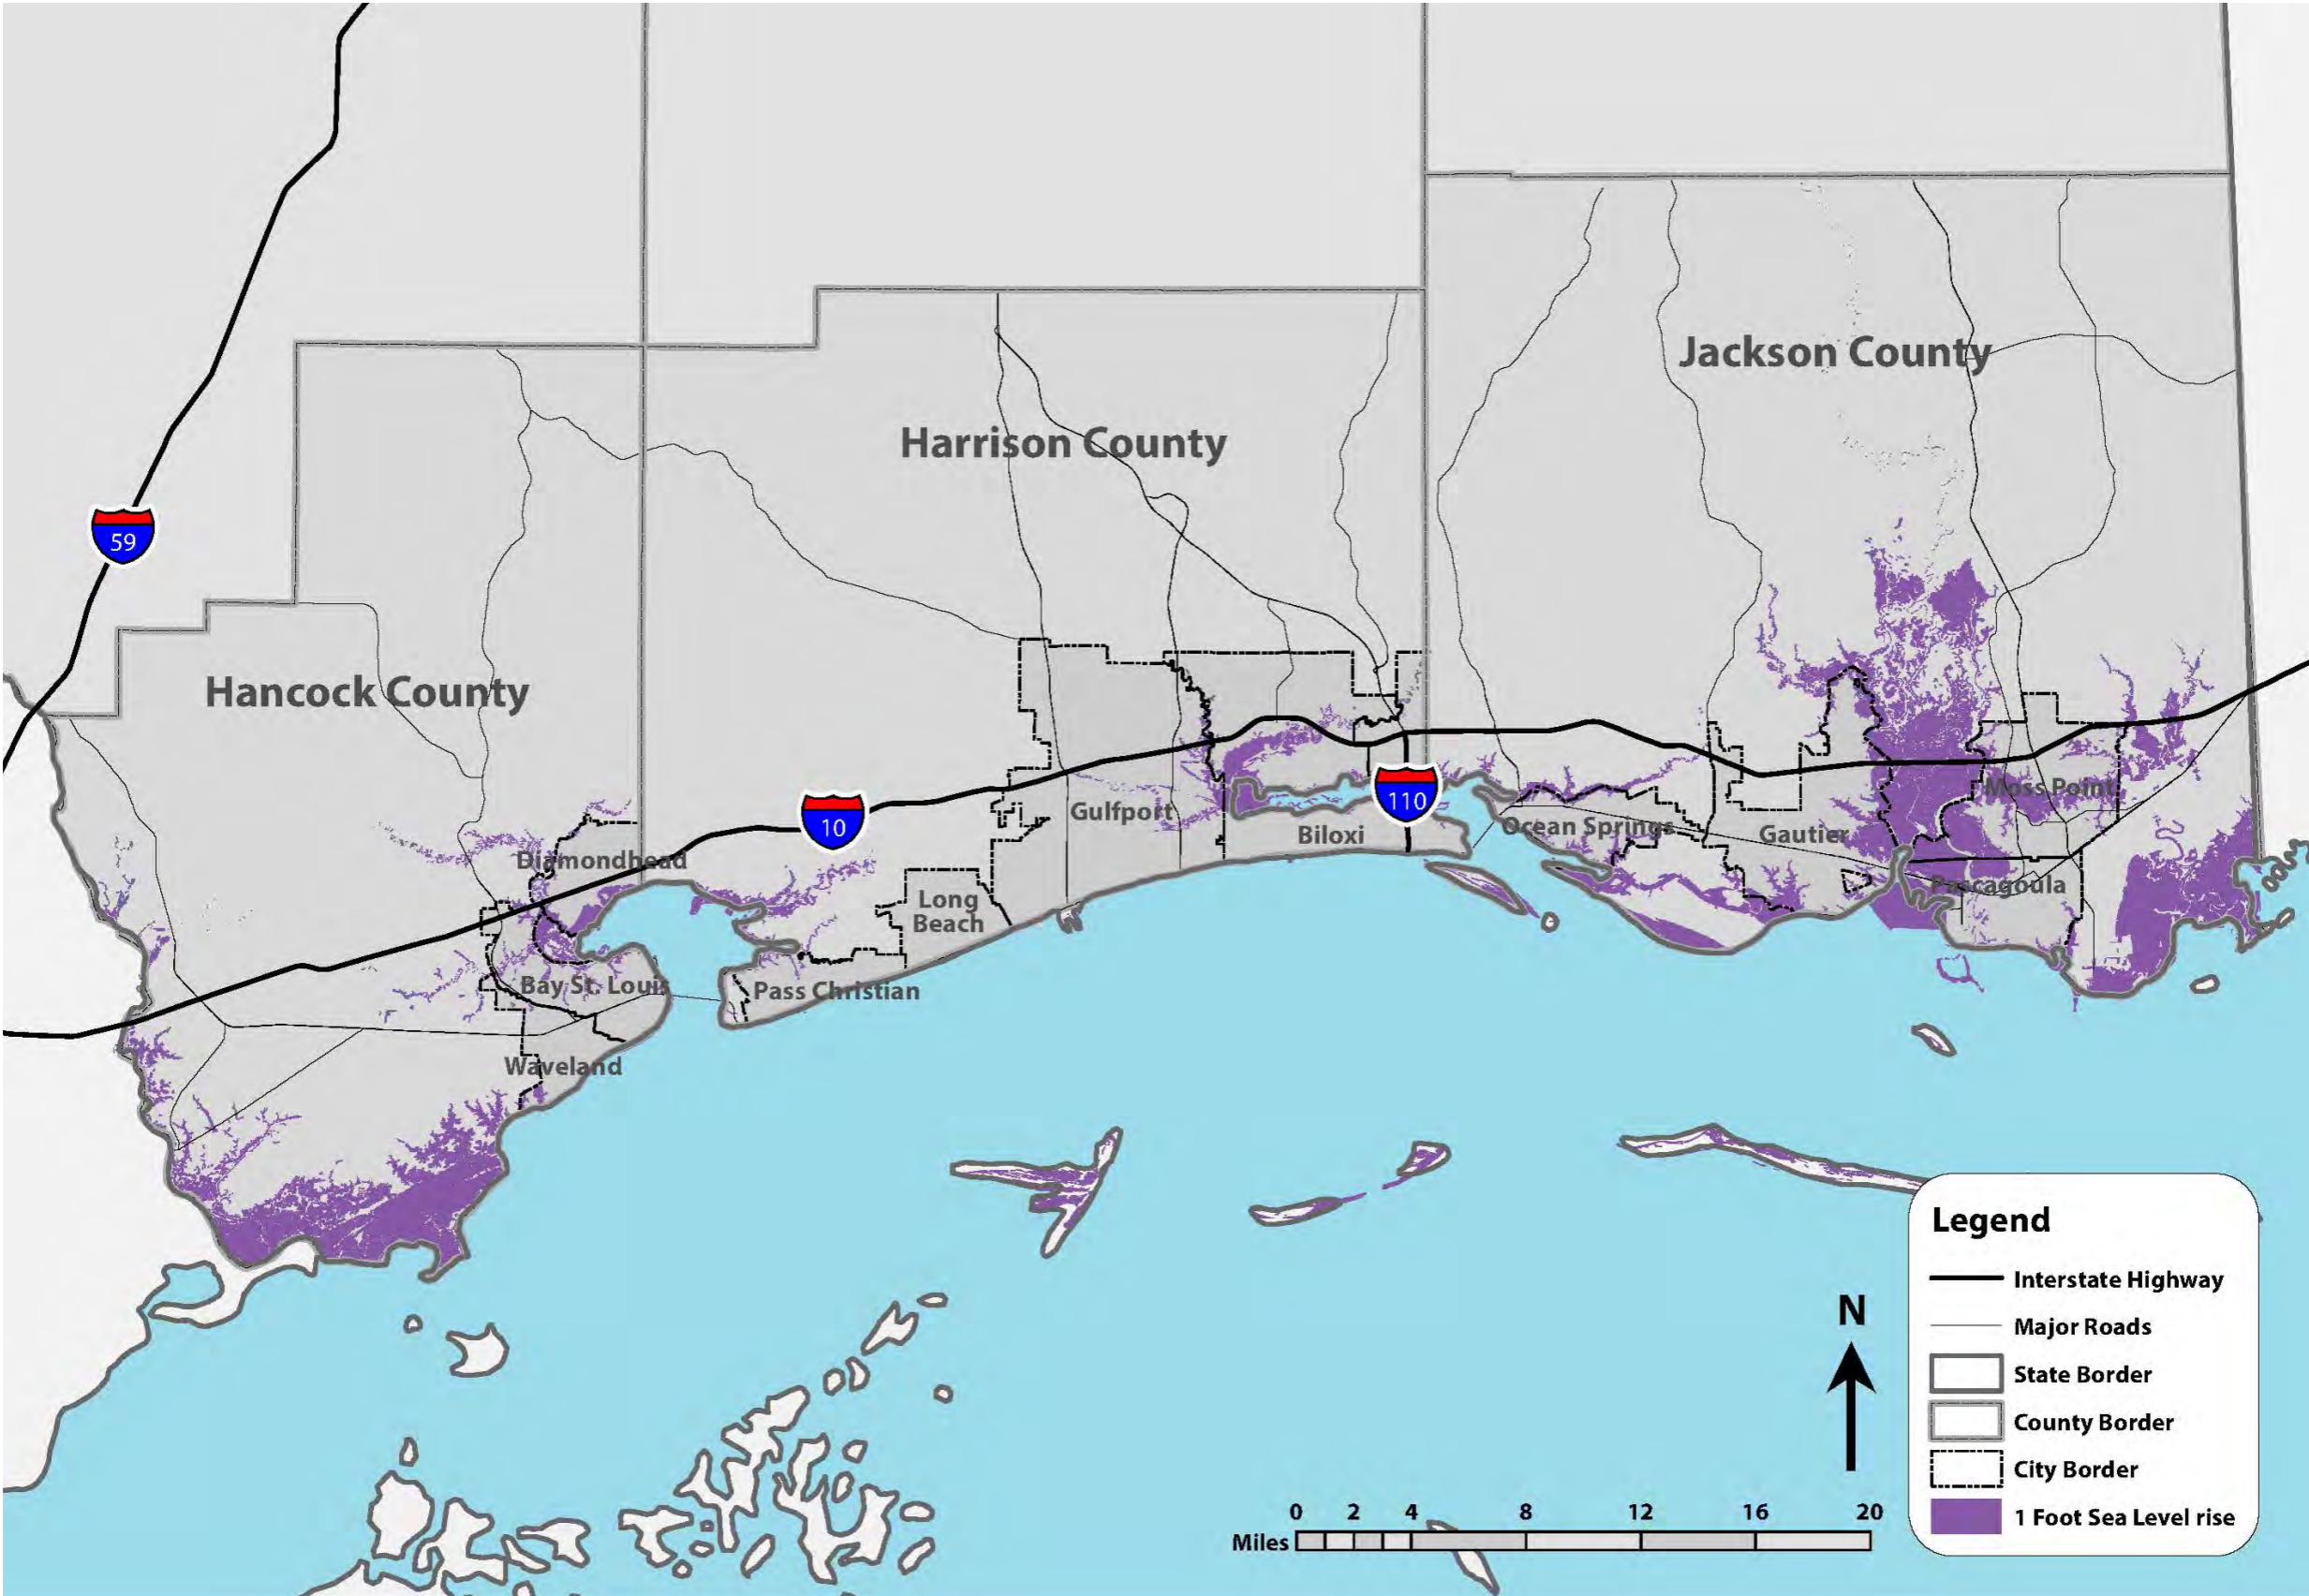 Jackson County
Harrison County
59
Hancock County
Moss Point
110
10
Gulfport
Ocean Springs
Biloxi
Gautier
Diamondhead
Pascagoula
Long
Beach
Bay St. Louis
Pass Christian
Waveland
Legend
Interstate Highway
Major Roads
State Border
County Border
City Border
1 Foot Sea Level rise
N
0 2 4 8 12 16 20
Miles